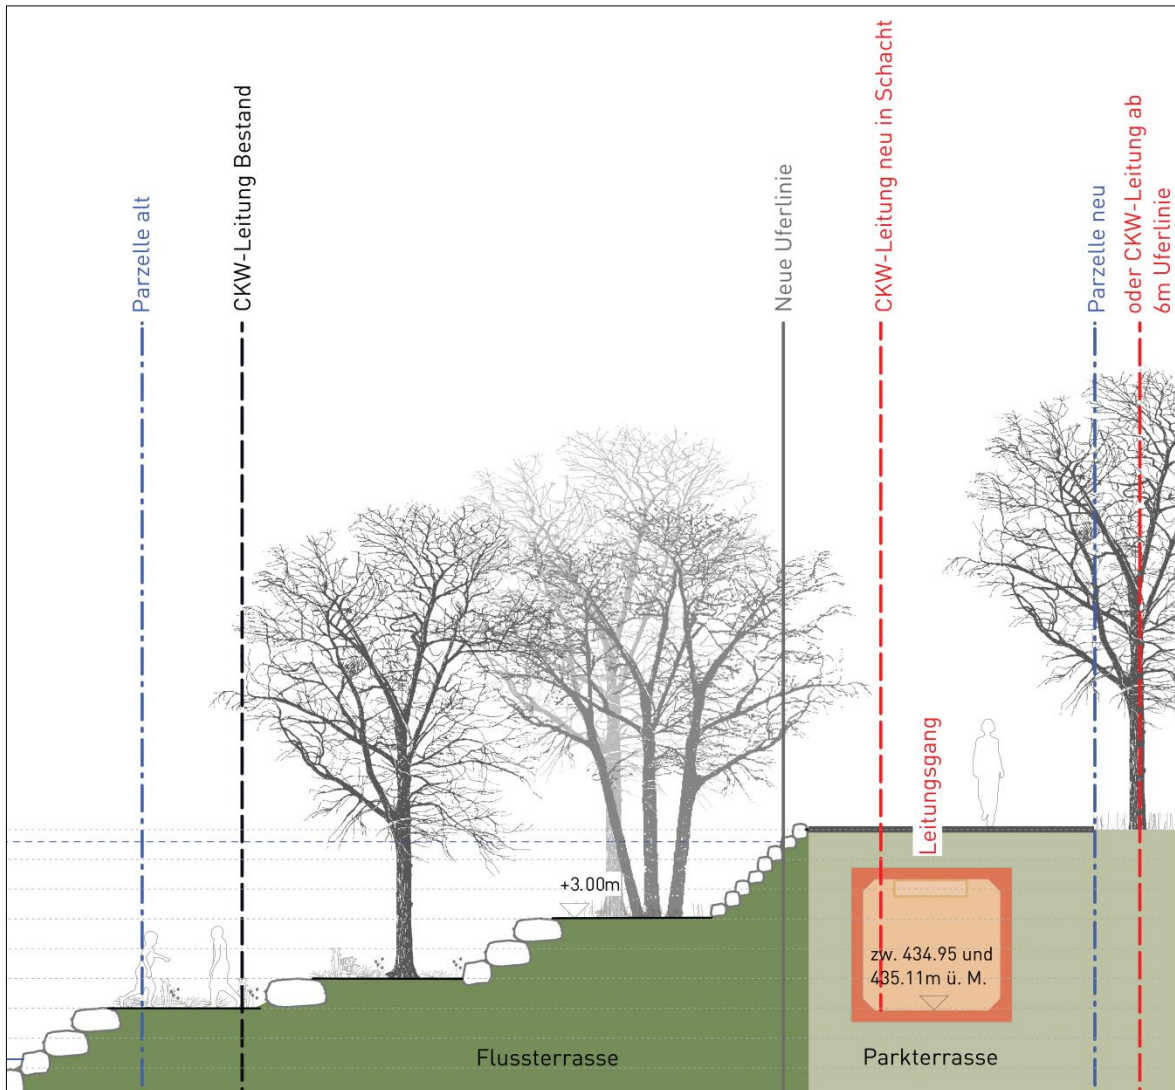 Parzelle alt
CKW-Leitung Bestand
Neue Uferlinie
CKW-Leitung neu in Schacht
Parzelle neu
oder CKW-Leitung ab
6m Uferlinie
Leitungsgang
+3.00m
zw. 434.95 und
435.11m ü. M.
Flussterrasse
Parkterrasse